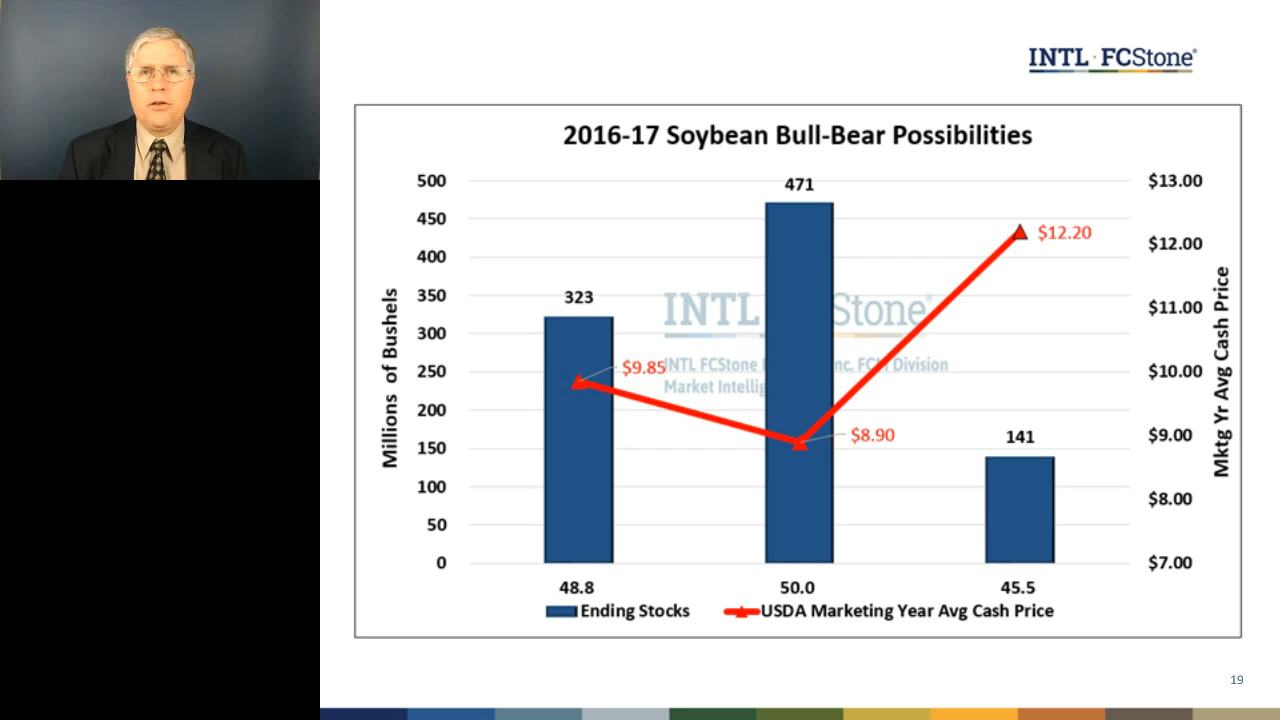 INTL FCStone®
2016-17 Soybean Bull-Bear Possibilities
Millions of Bushels
500
450
400
350
300
250
200
150
100
50
0
323
471
141
$9.85
$8.90
$12.20
INTL Stone®
INTL FCStone nc. FCM Division
Market Intellig
$13.00
$12.00
$11.00
$10.00
$9.00
$8.00
$7.00
Mktg Yr Avg Cash Price
48.8 50.0 45.5
Ending Stocks USDA Marketing Year Avg Cash Price
19